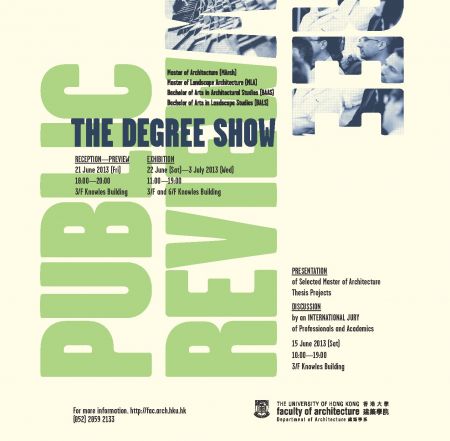 PUBLIC
REVIEW
Master of Architecture [MArch]
Master of Landscape Architecture [MLA]
Bachelor of Arts in Architectural Studies [BAAS]
Bachelor of Arts in Landscape Studies [BALS]
THE DEGREE SHOW
RECEPTION—PREVIEW
21 June 2013 (Fri)
18:00—20:00
3/F Knowles Building
EXHIBITION
22 June (Sat)—3 July 2013 (Wed)
11:00—19:00
3/F and G/F Knowles Building
PRESENTATION
of Selected Master of Architecture
Thesis Projects
DISCUSSION
by an INTERNATIONAL JURY
of Professionals and Academics
15 June 2013 (Sat)
10:00—19:00
3/F Knowles Building
For more information, http://fac.arch.hku.hk
(852) 2859 2133
THE UNIVERSITY OF HONG KONG 香港大學
faculty of architecture 建築學院
Department of Architecture 建築學系